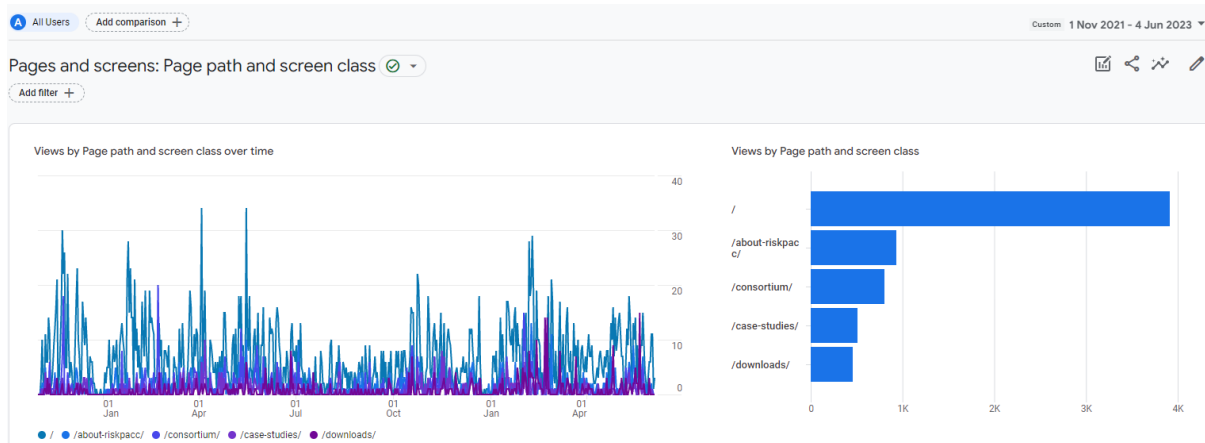 A All Users Add comparison +
Custom 1 Nov 2021 - 4 Jun 2023
Pages and screens: Page path and screen class
Add filter +
Views by Page path and screen class over time
40
30
20
10
0
01 Jan
01 Apr
01 Jul
01 Oct
01 Jan
01 Apr
/ /about-riskpacc/ /consortium/ /case-studies/ /downloads/
Views by Page path and screen class
/
/about-riskpac
c/
/consortium/
/case-studies/
/downloads/
0 1K 2K 3K 4K